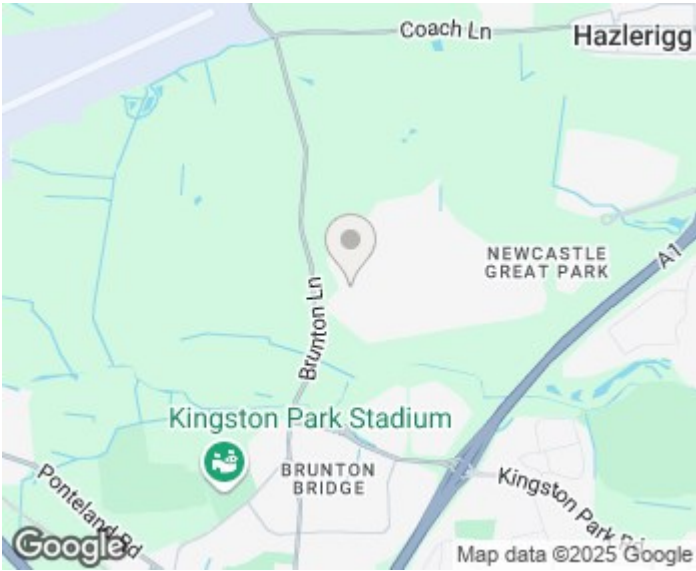 Coach Ln
Hazlerigg
NEWCASTLE
GREAT PARK
A1
Brunton Ln
Kingston Park Stadium
BRUNTON
BRIDGE
Ponteland Rd
Kingston Park Rd
Google
Map data ©2025 Google